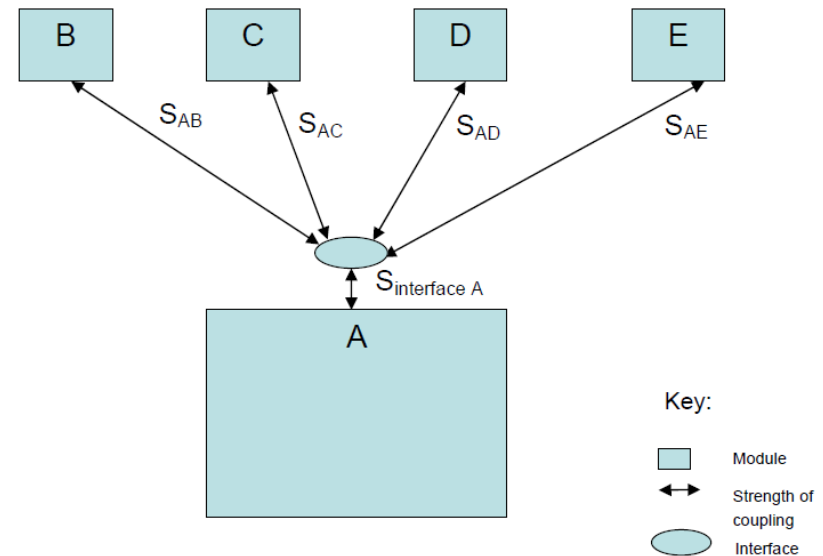 B
C
D
E
SAB
SAC
SAD
SAE
Sinterface A
A
Key:
Module
Strength of
coupling
Interface